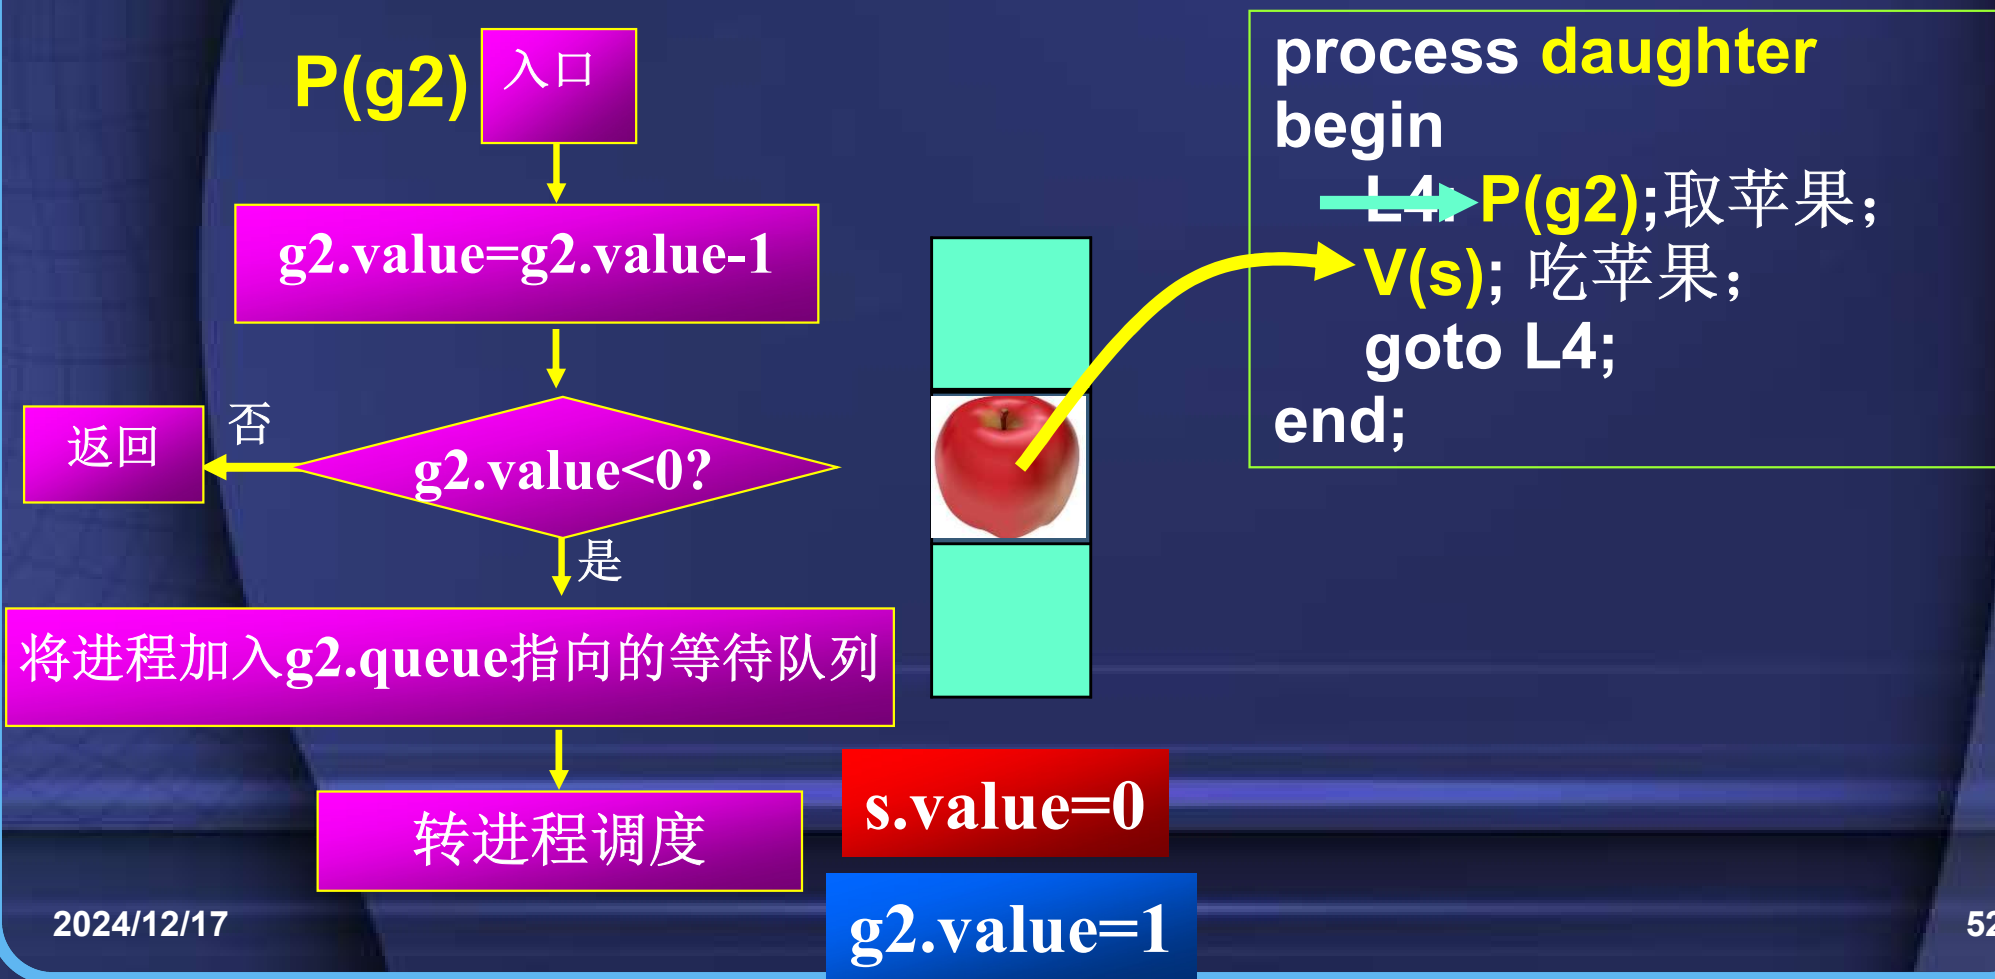 P(g2)
入口
g2.value=g2.value-1
g2.value<0?
否
返回
是
将进程加入g2.queue指向的等待队列
转进程调度
process daughter
begin
L4: P(g2);取苹果；
V(s); 吃苹果；
goto L4;
end;
s.value=0
g2.value=1
2024/12/17
52